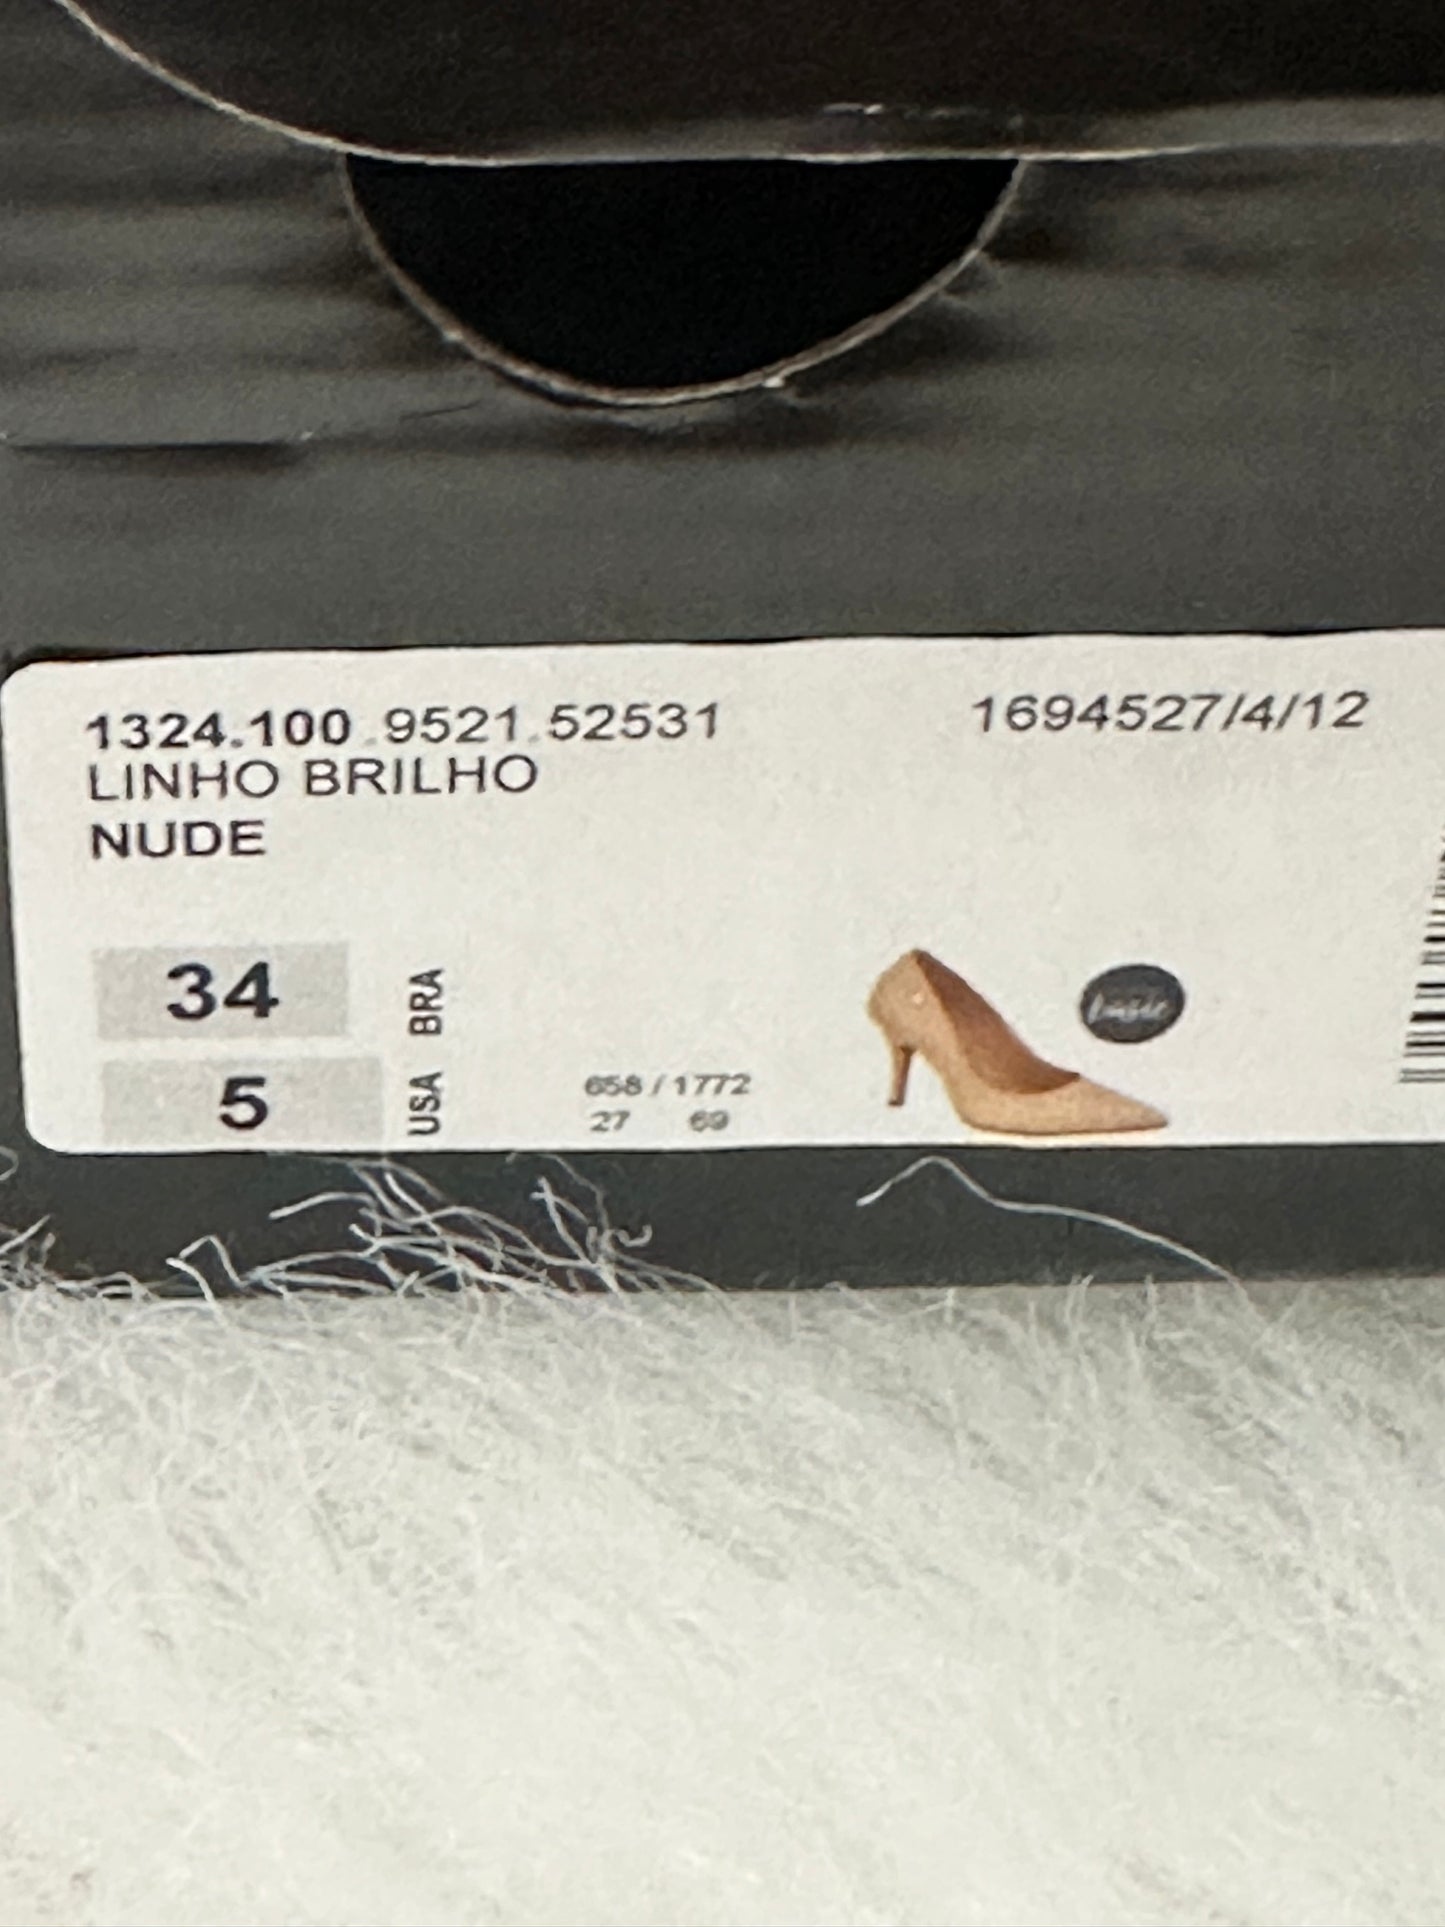 1324.100.9521.52531
1694527/4/12
LINHO BRILHO
NUDE
34
BRA
5
USA
658 / 1772
27 69